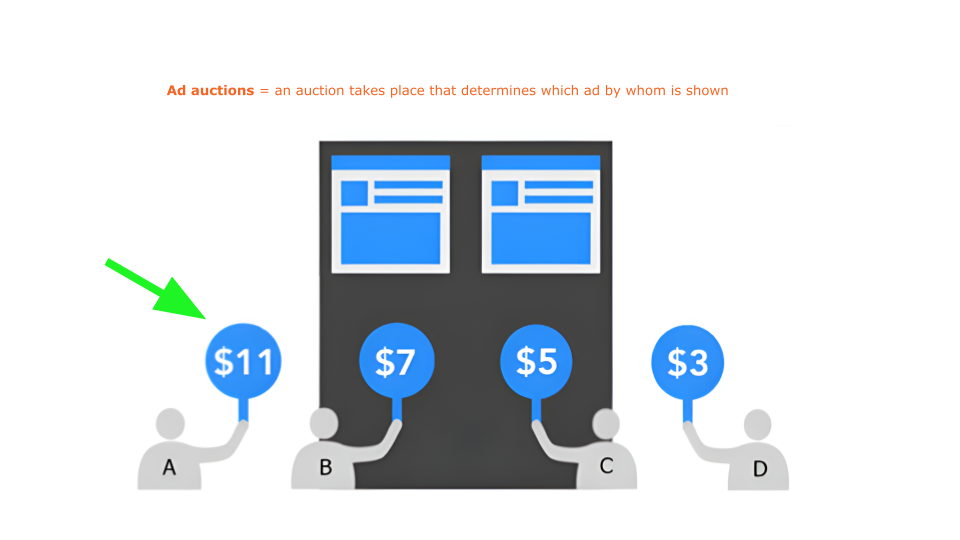 Ad auctions = an auction takes place that determines which ad by whom is shown
$11
$7
$5
$3
A
B
C
D